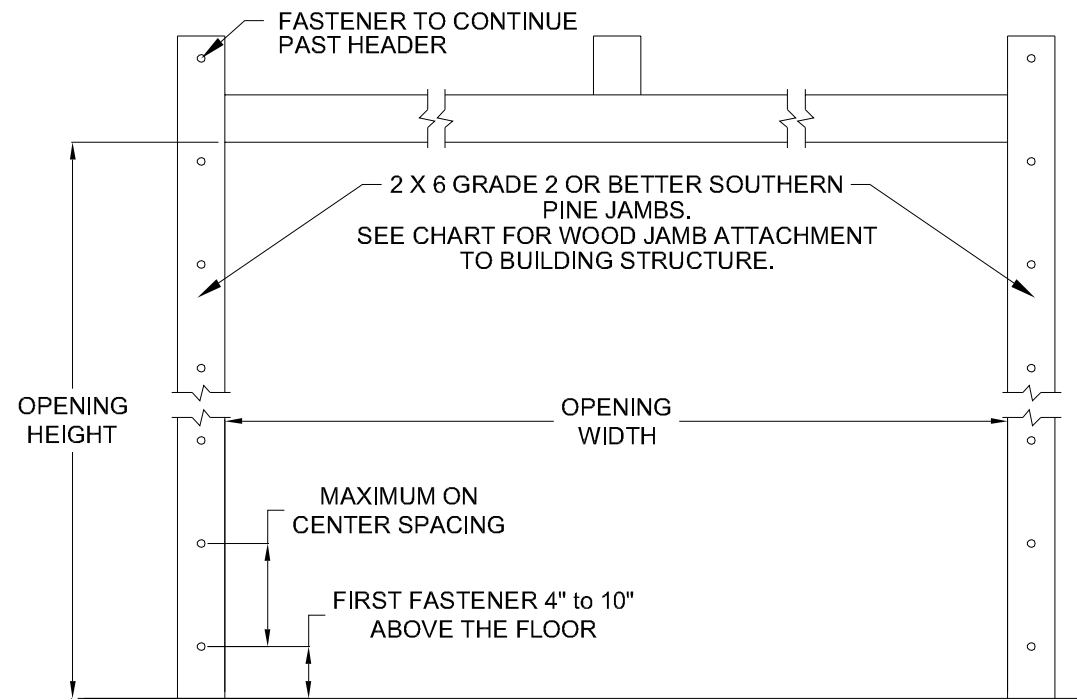 FASTENER TO CONTINUE
PAST HEADER
2 X 6 GRADE 2 OR BETTER SOUTHERN
PINE JAMBS.
SEE CHART FOR WOOD JAMB ATTACHMENT
TO BUILDING STRUCTURE.
OPENING
HEIGHT
OPENING
WIDTH
MAXIMUM ON
CENTER SPACING
FIRST FASTENER 4" to 10"
ABOVE THE FLOOR